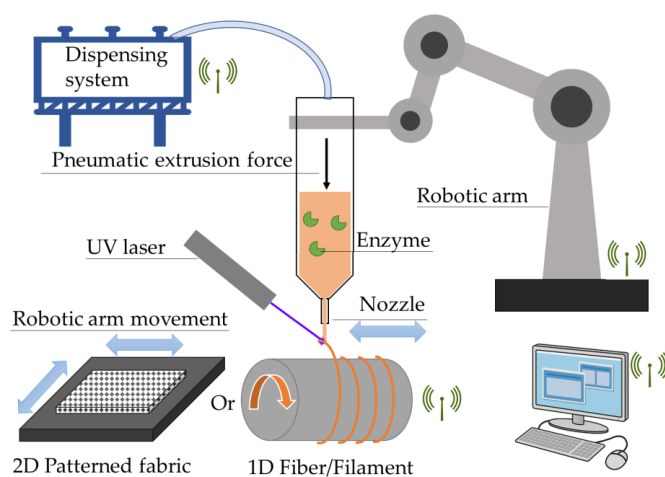 Dispensing
system
Pneumatic extrusion force
Robotic arm
Enzyme
UV laser
Nozzle
Robotic arm movement
Or
2D Patterned fabric
1D Fiber/Filament